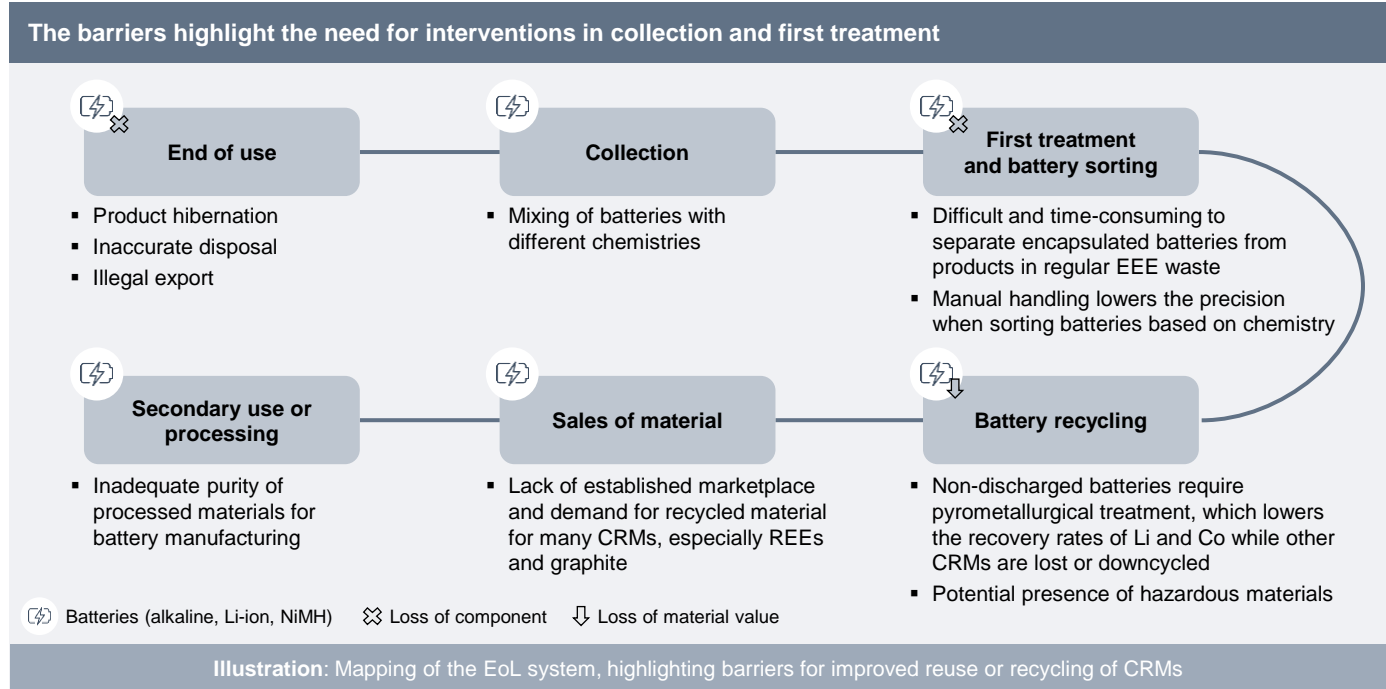 The barriers highlight the need for interventions in collection and first treatment
End of use
▪ Product hibernation
▪ Inaccurate disposal
▪ Illegal export
Collection
▪ Mixing of batteries with
different chemistries
First treatment
and battery sorting
▪ Difficult and time-consuming to
separate encapsulated batteries from
products in regular EEE waste
▪ Manual handling lowers the precision
when sorting batteries based on chemistry
Battery recycling
▪ Non-discharged batteries require
pyrometallurgical treatment, which lowers
the recovery rates of Li and Co while other
CRMs are lost or downcycled
▪ Potential presence of hazardous materials
Sales of material
▪ Lack of established marketplace
and demand for recycled material
for many CRMs, especially REEs
and graphite
Secondary use or
processing
▪ Inadequate purity of
processed materials for
battery manufacturing
Batteries (alkaline, Li-ion, NiMH)
Loss of component
Loss of material value
Illustration: Mapping of the EoL system, highlighting barriers for improved reuse or recycling of CRMs